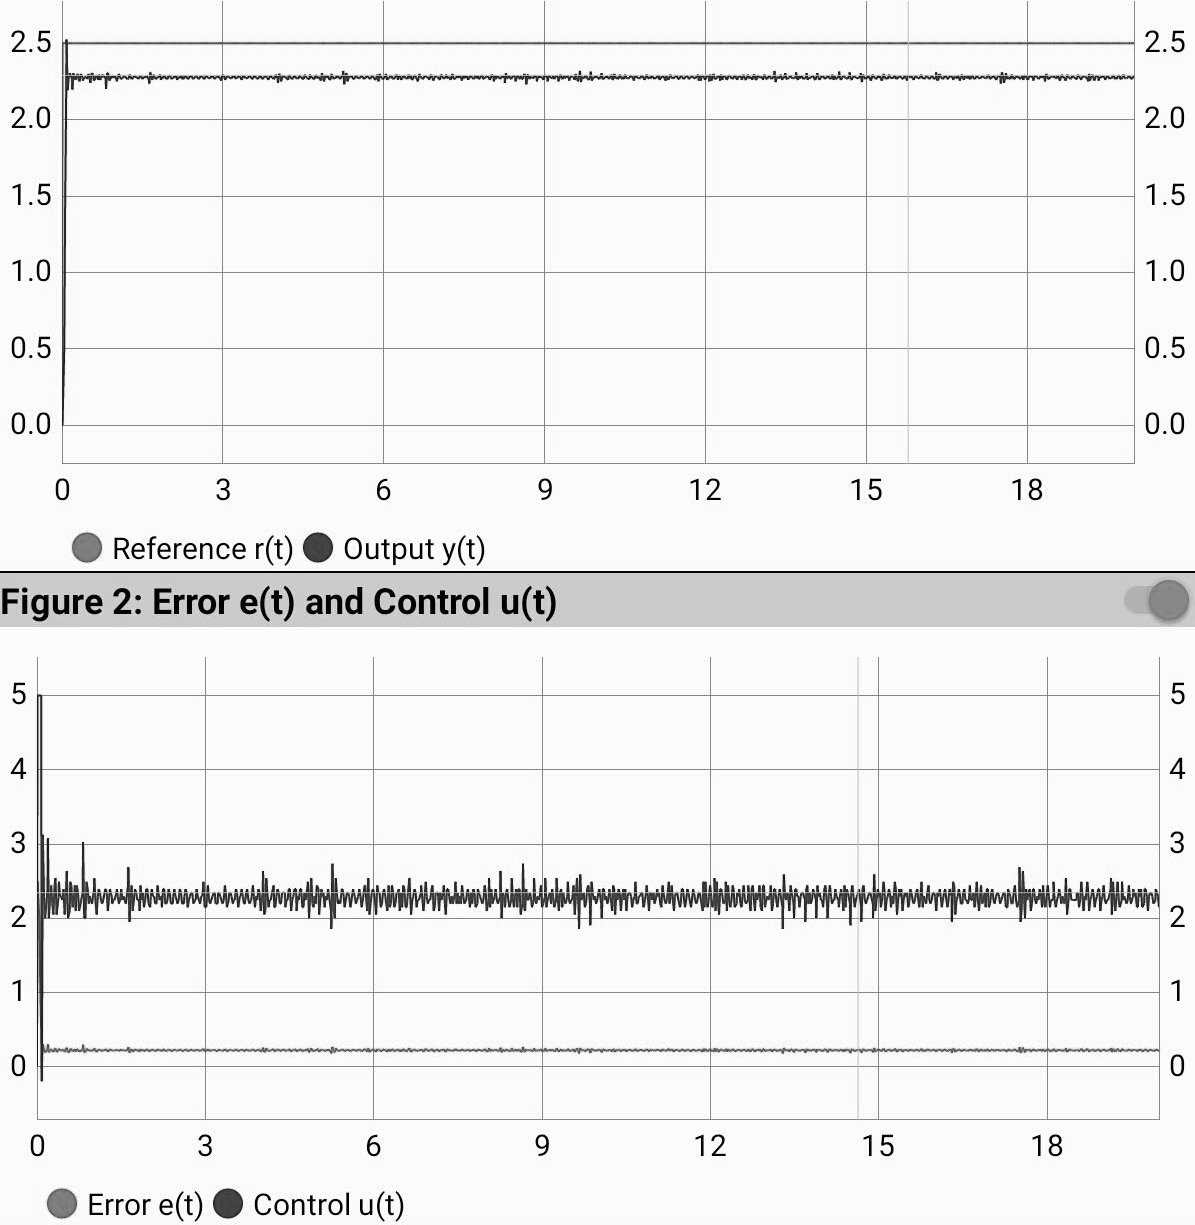 2.5 2.5
2.0 2.0
1.5 1.5
1.0 1.0
0.5 0.5
0.0 0.0
0 3 6 9 12 15 18
Reference r(t) Output y(t)
Figure 2: Error e(t) and Control u(t)
5 5
4 4
3 3
2 2
1 1
0 0
0 3 6 9 12 15 18
Error e(t) Control u(t)